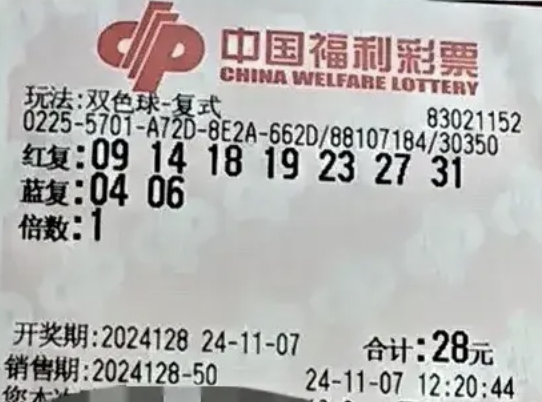 中国福利彩票
CHINA WELFARE LOTTERY
玩法:双色球-复式 83021152
0225-5701-A72D-8E2A-662D/88107184/30350
红复:09 14 18 19 23 27 31
蓝复:04 06
倍数:1
开奖期:2024128 24-11-07 合计:28元
销售期:2024128-50 24-11-07 12:20:44
您本次